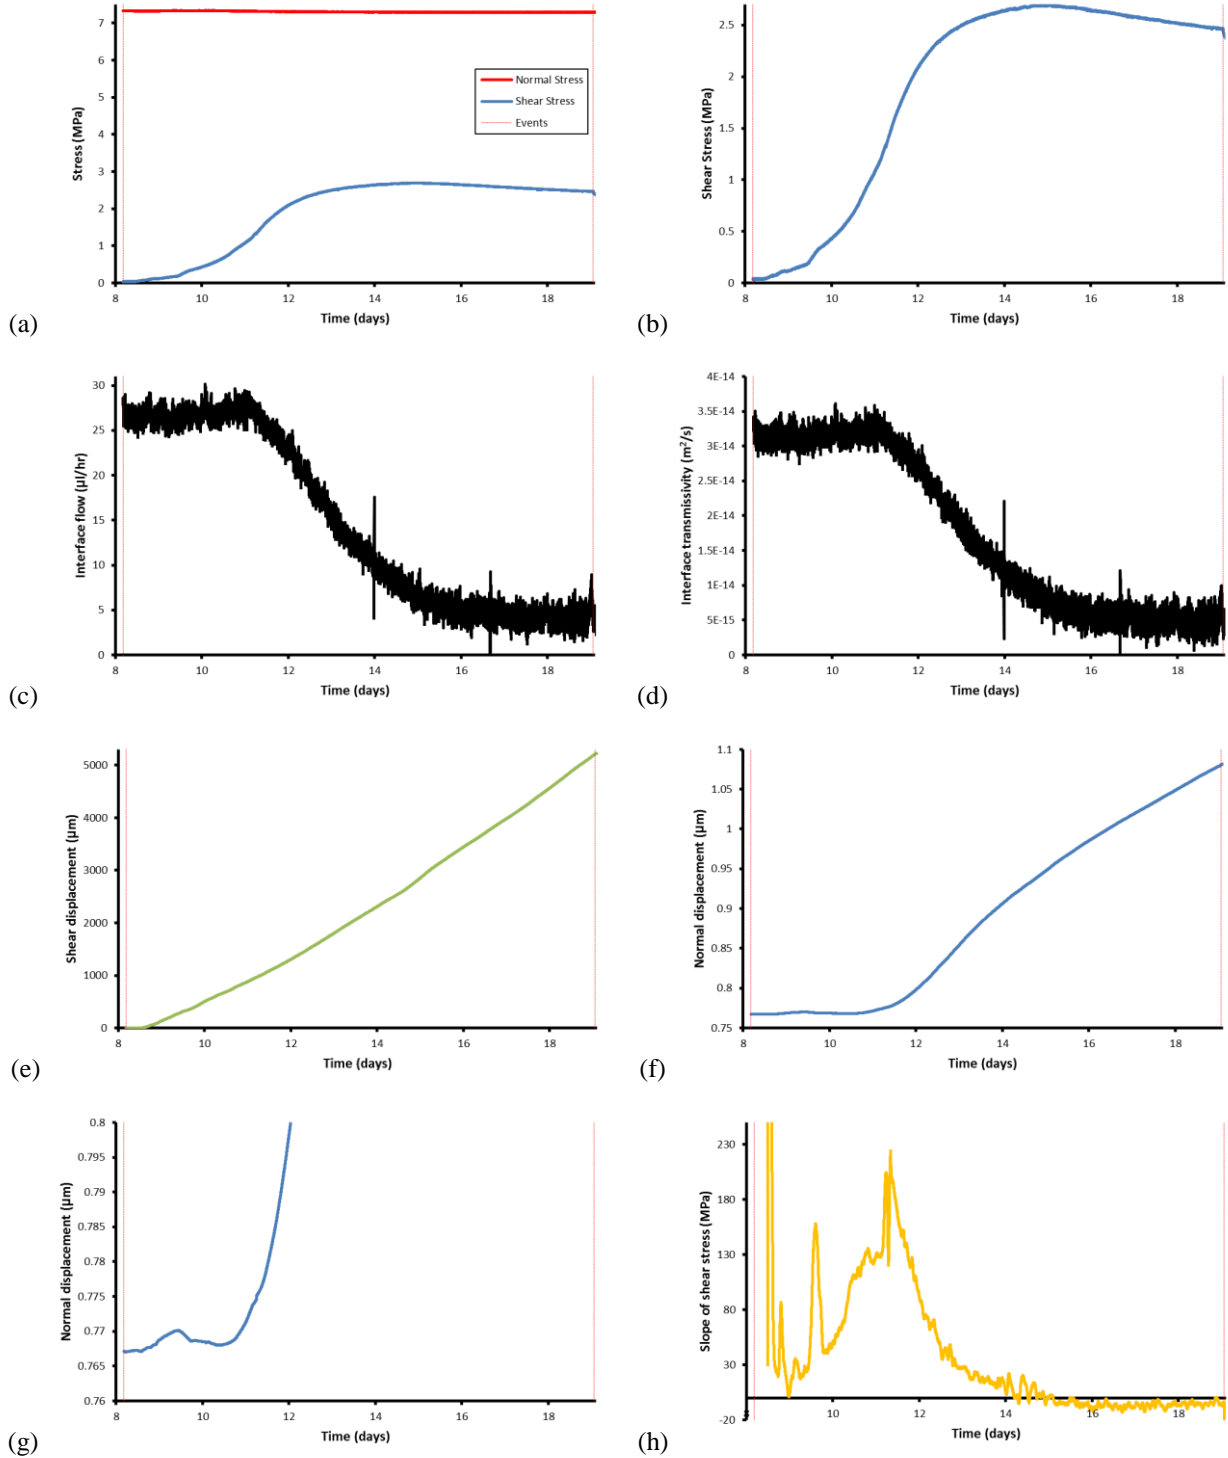 7
6
5
4
3
2
1
0
Stress (MPa)
Normal Stress
Shear Stress
Events
8 10 12 14 16 18
Time (days)
(a)
2.5
2
1.5
1
0.5
0
Shear Stress (MPa)
8 10 12 14 16 18
Time (days)
(b)
30
25
20
15
10
5
0
Interface flow (µl/hr)
8 10 12 14 16 18
Time (days)
(c)
4E-14
3.5E-14
3E-14
2.5E-14
2E-14
1.5E-14
1E-14
5E-15
0
Interface transmissivity (m²/s)
8 10 12 14 16 18
Time (days)
(d)
5000
4000
3000
2000
1000
0
Shear displacement (µm)
8 10 12 14 16 18
Time (days)
(e)
1.1
1.05
1
0.95
0.9
0.85
0.8
0.75
Normal displacement (µm)
8 10 12 14 16 18
Time (days)
(f)
0.8
0.795
0.79
0.785
0.78
0.775
0.77
0.765
0.76
Normal displacement (µm)
8 10 12 14 16 18
Time (days)
(g)
230
180
130
80
30
-20
Slope of shear stress (MPa)
10 12 14 16 18
Time (days)
(h)